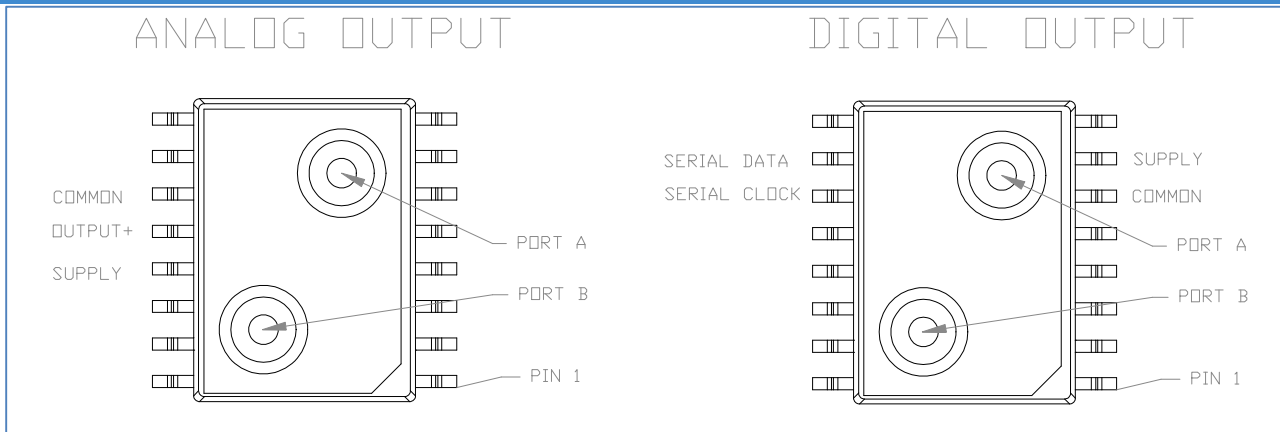 ANALOG OUTPUT
COMMON
OUTPUT+
SUPPLY
PORT A
PORT B
PIN 1
DIGITAL OUTPUT
SERIAL DATA
SERIAL CLOCK
SUPPLY
COMMON
PORT A
PORT B
PIN 1